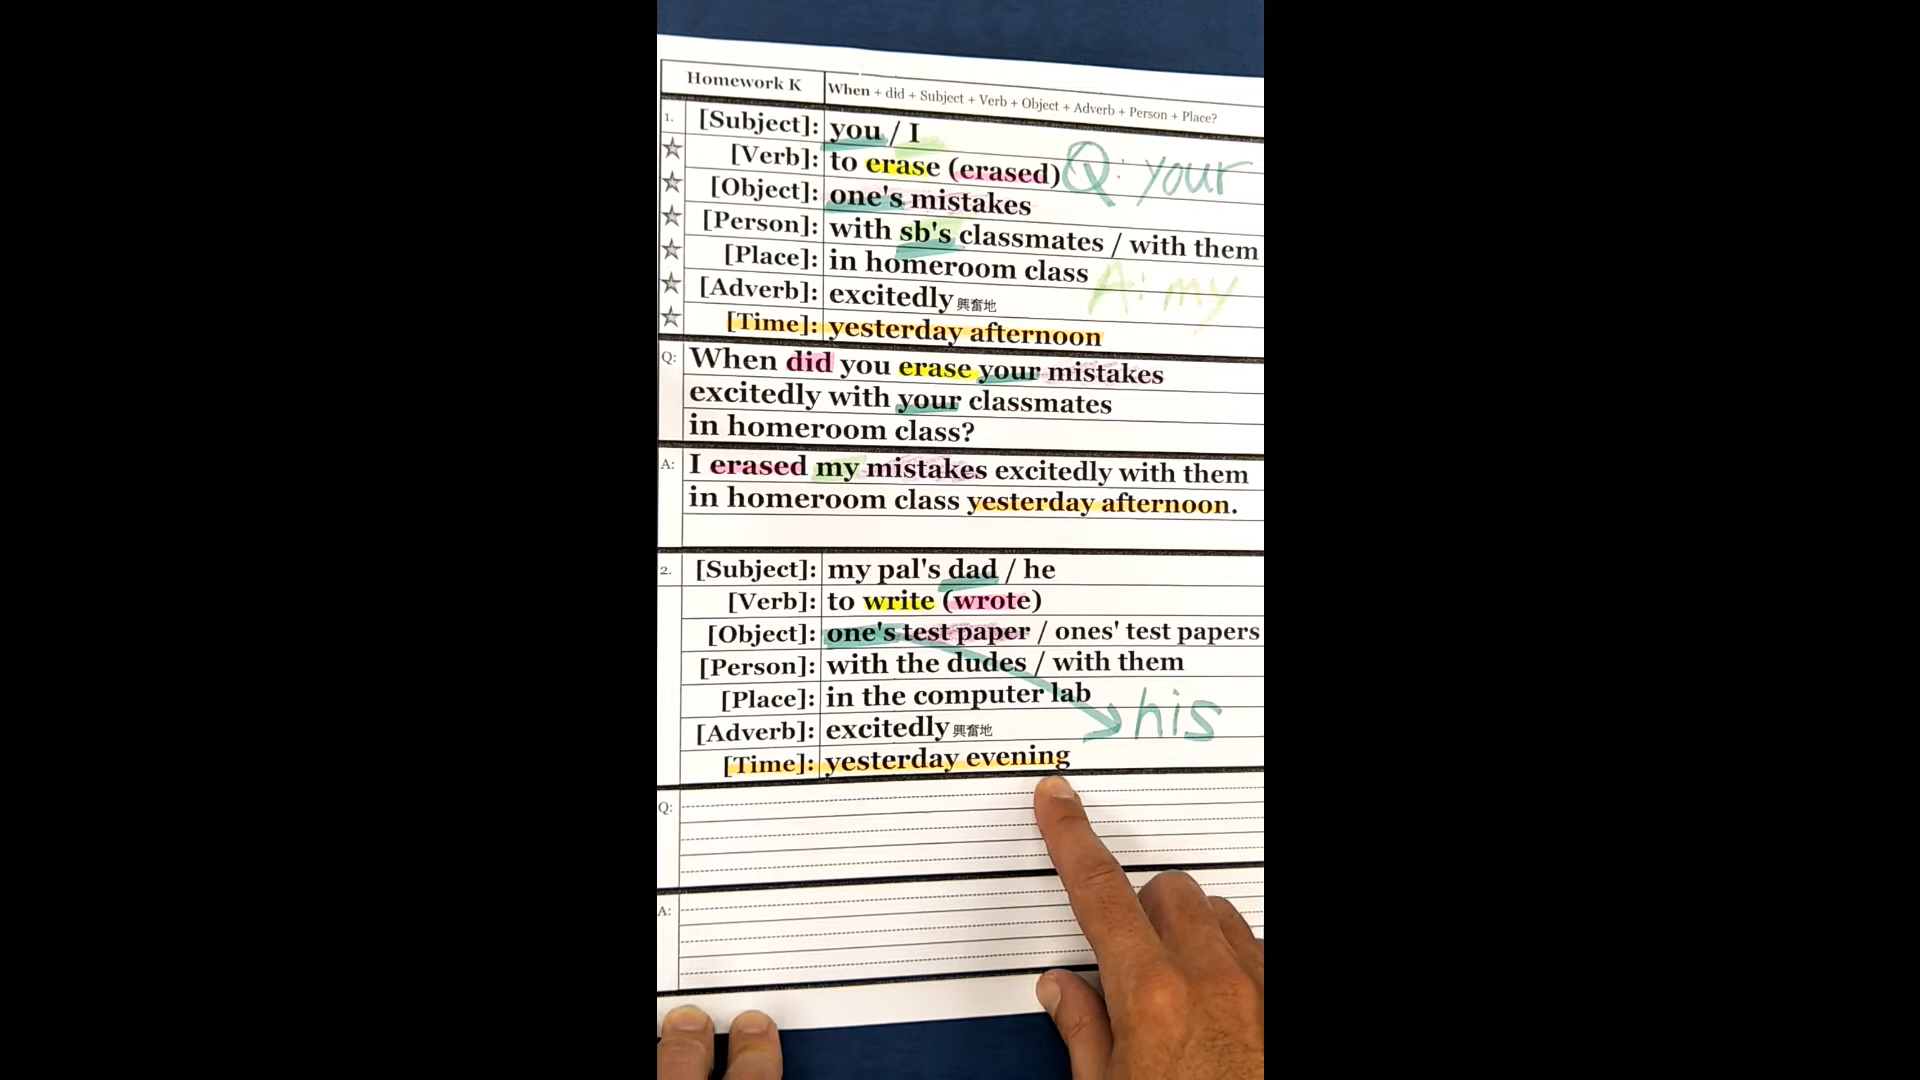 Homework K When + did + Subject + Verb + Object + Adverb + Person + Place?
1. [Subject]: you / I
☆ [Verb]: to erase (erased) Q: your
☆ [Object]: one's mistakes
☆ [Person]: with sb's classmates / with them
☆ [Place]: in homeroom class A: my
☆ [Adverb]: excitedly 興奮地
☆ [Time]: yesterday afternoon
Q: When did you erase your mistakes
excitedly with your classmates
in homeroom class?
A: I erased my mistakes excitedly with them
in homeroom class yesterday afternoon.
2. [Subject]: my pal's dad / he
[Verb]: to write (wrote)
[Object]: one's test paper / ones' test papers
[Person]: with the dudes / with them
[Place]: in the computer lab
[Adverb]: excitedly 興奮地 his
[Time]: yesterday evening
Q:
A: